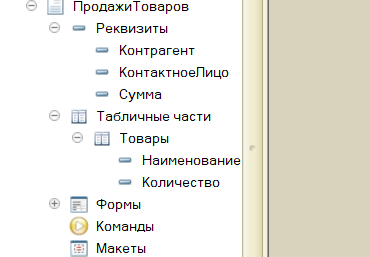 ПродажиТоваров
Реквизиты
Контрагент
КонтактноеЛицо
Сумма
Табличные части
Товары
Наименование
Количество
Формы
Команды
Макеты